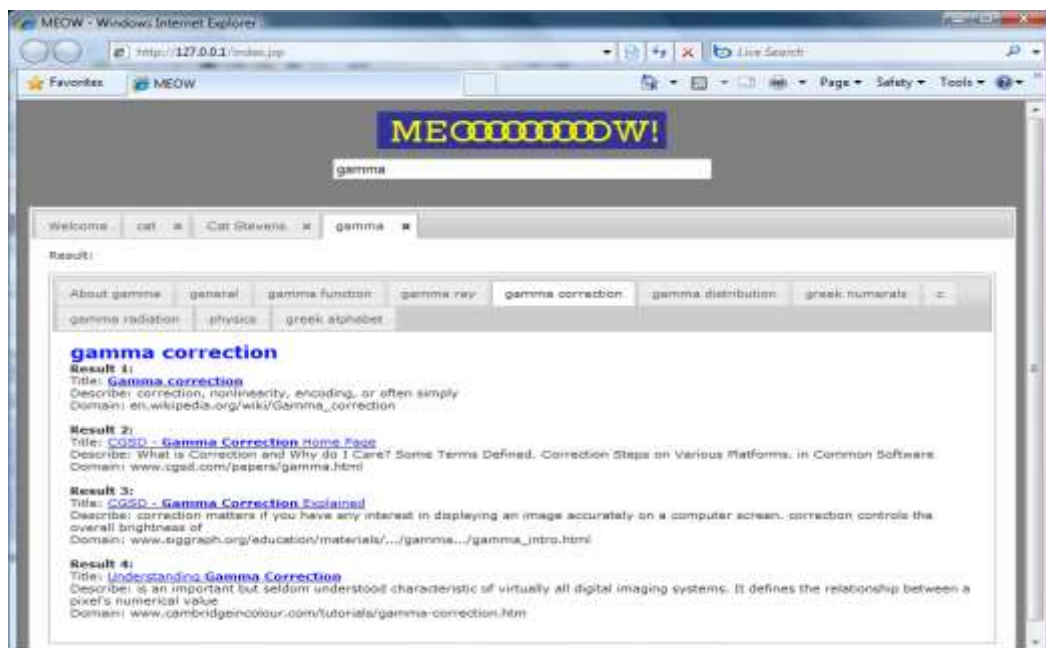 MEOW - Windows Internet Explorer
http://127.0.0.1/index.jsp
Live Search
Favorites MEOW Page Safety Tools
MEOOOOOOOOOW!
gamma
Welcome cat Cat Stevens gamma
Result:
About gamma general gamma function gamma ray gamma correction gamma distribution greek numerals c
gamma radiation physics greek alphabet
gamma correction
Result 1:
Title: Gamma correction
Describe: correction, nonlinearity, encoding, or often simply
Domain: en.wikipedia.org/wiki/Gamma_correction
Result 2:
Title: CGSD - Gamma Correction Home Page
Describe: What is Correction and Why do I Care? Some Terms Defined. Correction Steps on Various Platforms. in Common Software
Domain: www.cgsd.com/papers/gamma.html
Result 3:
Title: CGSD - Gamma Correction Explained
Describe: correction matters if you have any interest in displaying an image accurately on a computer screen. correction controls the
overall brightness of
Domain: www.siggraph.org/education/materials/.../gamma.../gamma_intro.html
Result 4:
Title: Understanding Gamma Correction
Describe: is an important but seldom understood characteristic of virtually all digital imaging systems. It defines the relationship between a
pixel's numerical value
Domain: www.cambridgeincolour.com/tutorials/gamma-correction.htm